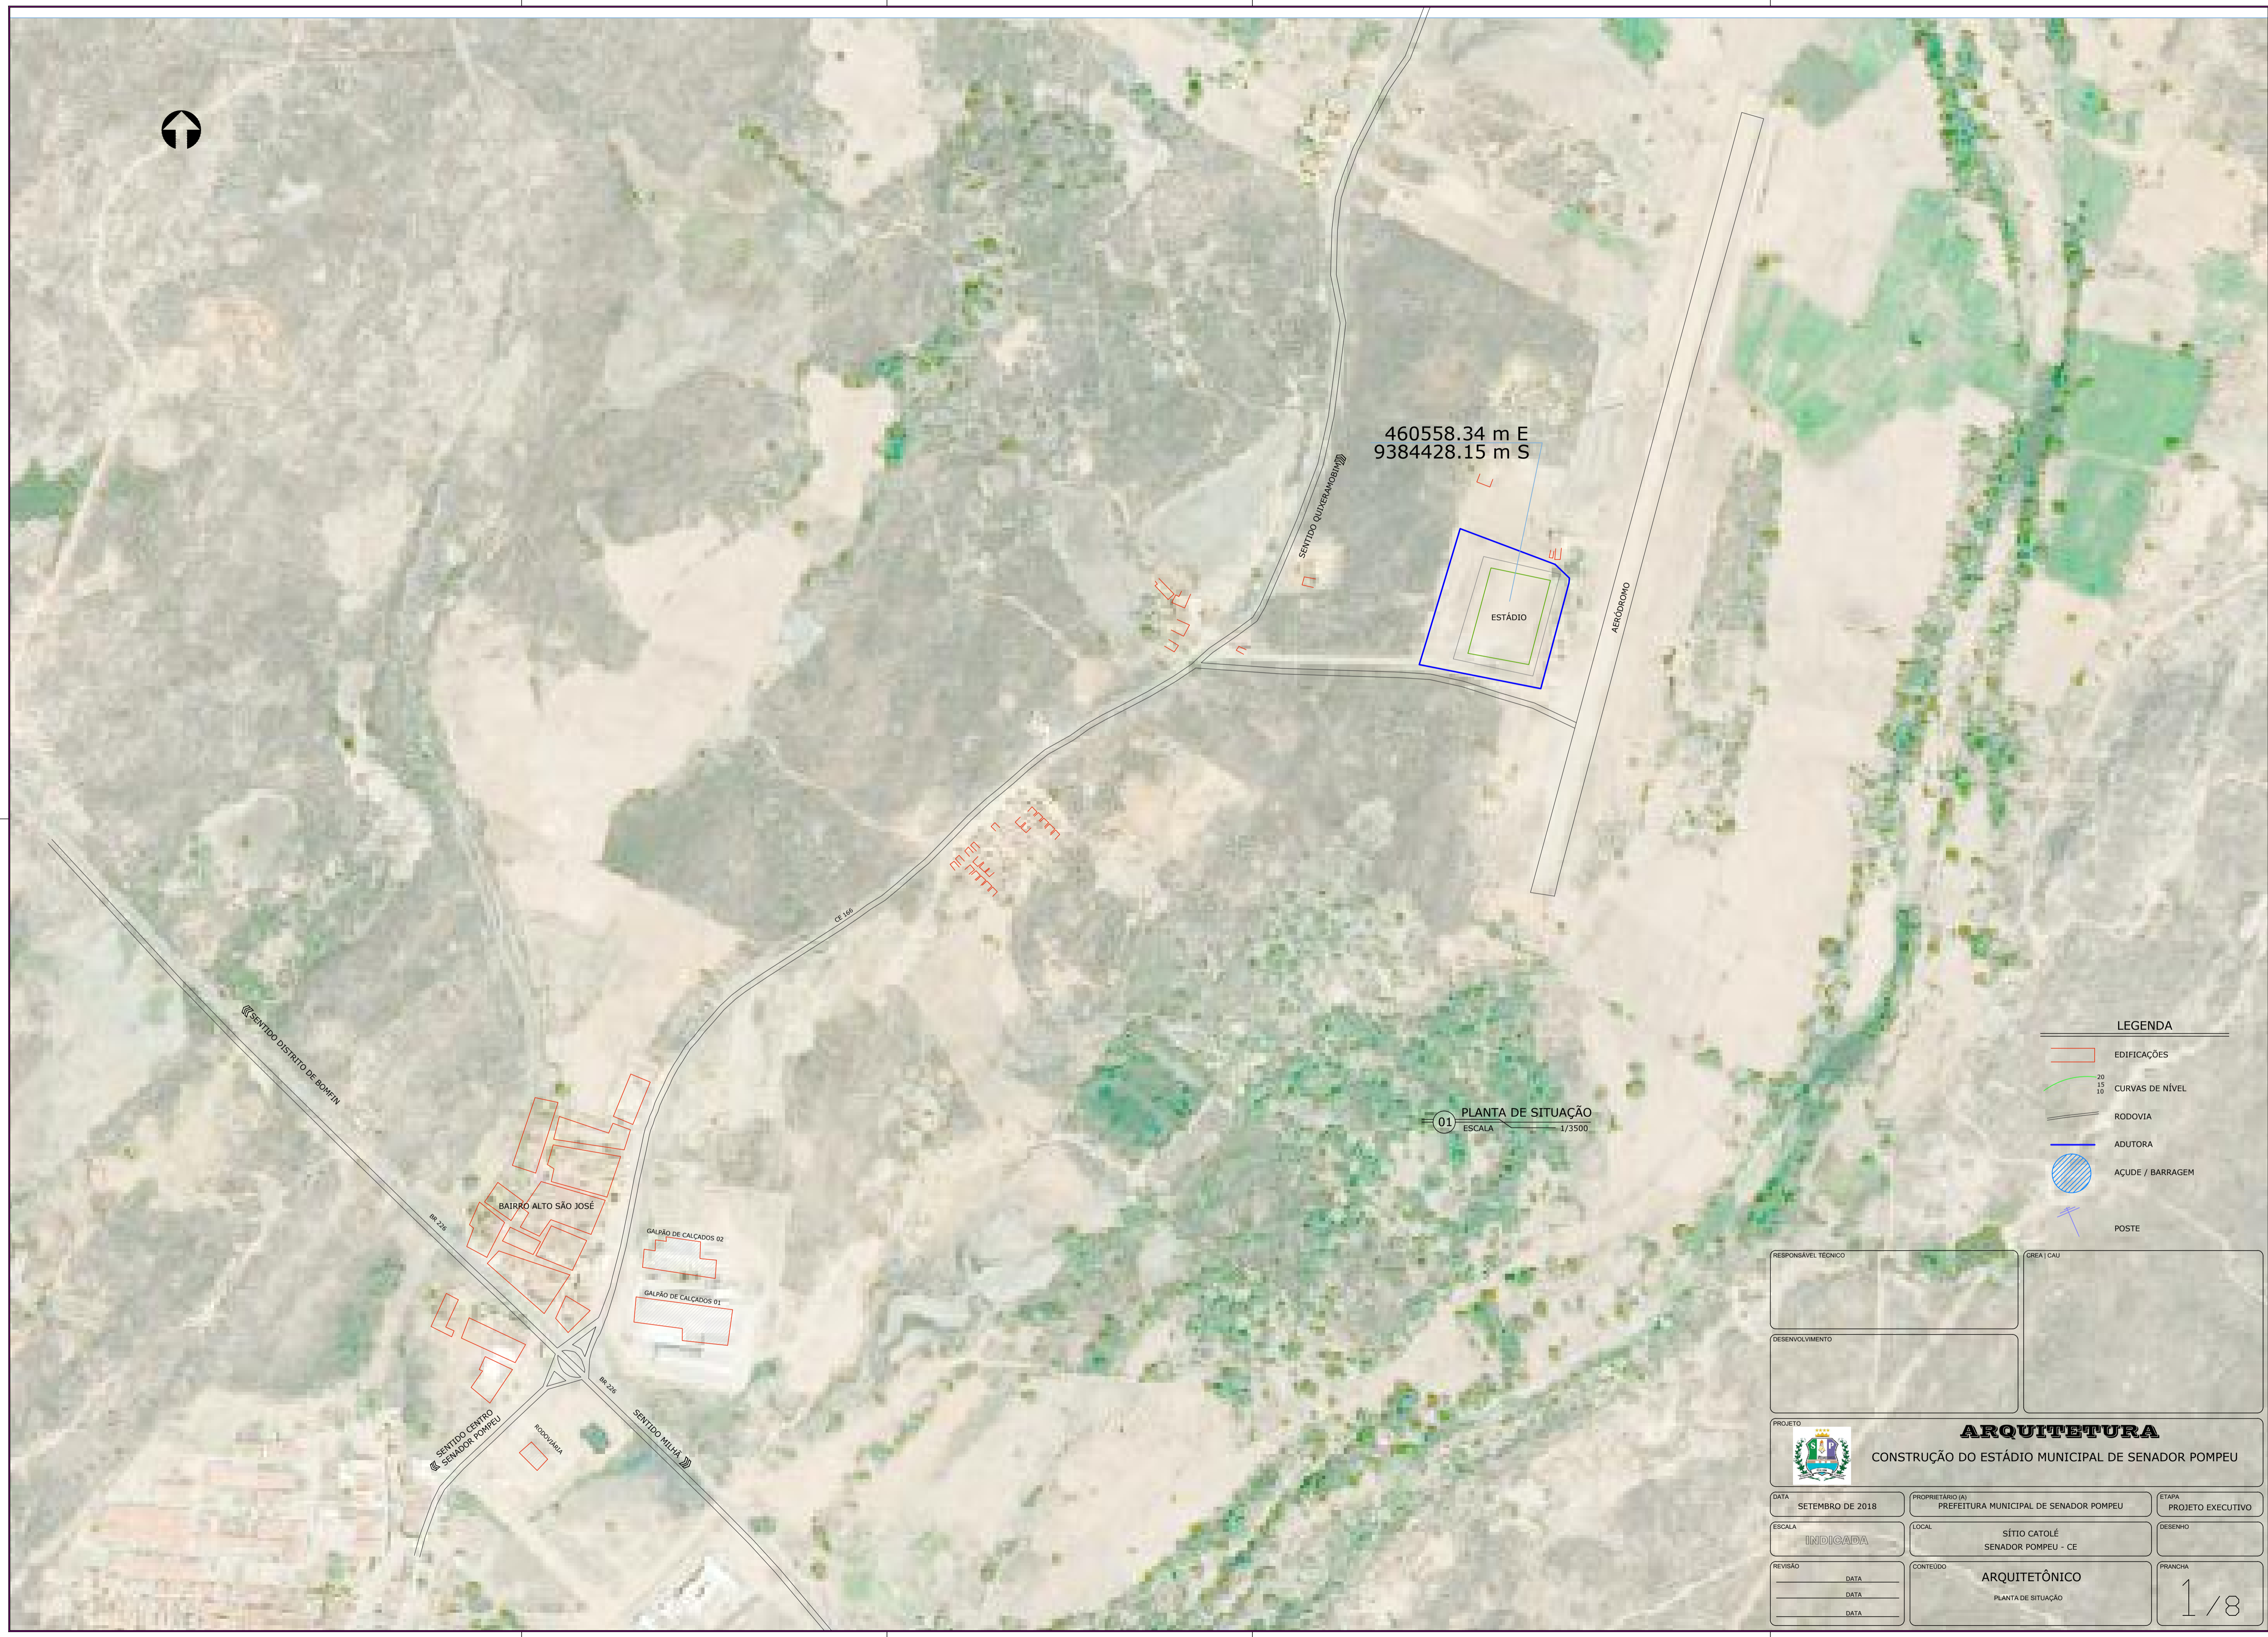 460558.34 m E
9384428.15 m S
SENTIDO QUIXERAMOBIM
ESTÁDIO
AERÓDROMO
CE 166
SENTIDO DISTRITO DE BOMFIN
BR 226
BAIRRO ALTO SÃO JOSÉ
GALPÃO DE CALÇADOS 02
GALPÃO DE CALÇADOS 01
BR 226
SENTIDO CENTRO
SENADOR POMPEU
RODOVIÁRIA
SENTIDO MILHÃ
01
PLANTA DE SITUAÇÃO
ESCALA 1/3500
LEGENDA
EDIFICAÇÕES
20
15
10
CURVAS DE NÍVEL
RODOVIA
ADUTORA
AÇUDE / BARRAGEM
POSTE
RESPONSÁVEL TÉCNICO
CREA | CAU
DESENVOLVIMENTO
PROJETO
S P
ARQUITETURA
CONSTRUÇÃO DO ESTÁDIO MUNICIPAL DE SENADOR POMPEU
DATA
SETEMBRO DE 2018
PROPRIETÁRIO (A)
PREFEITURA MUNICIPAL DE SENADOR POMPEU
ETAPA
PROJETO EXECUTIVO
ESCALA
INDICADA
LOCAL
SÍTIO CATOLÉ
SENADOR POMPEU - CE
DESENHO
REVISÃO
DATA
DATA
DATA
CONTEÚDO
ARQUITETÔNICO
PLANTA DE SITUAÇÃO
PRANCHA
1/8